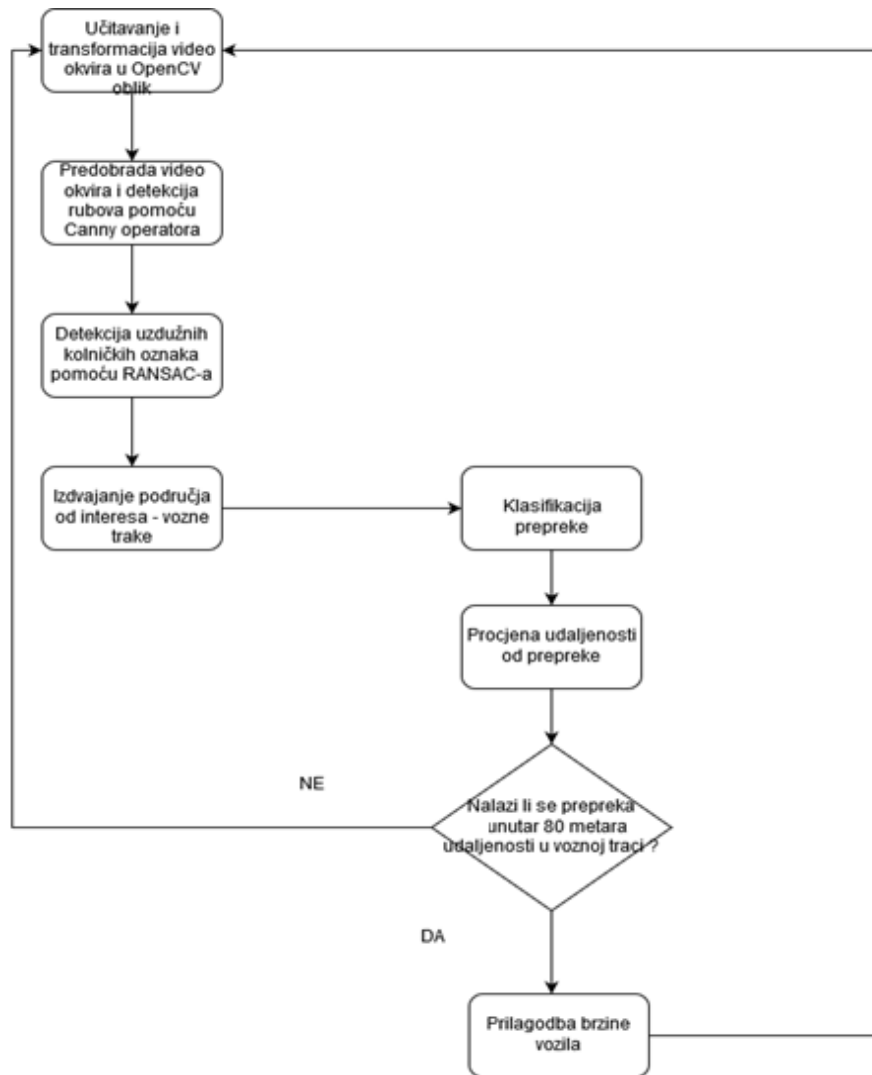 Učitavanje i
transformacija video
okvira u OpenCV
oblik
Predobrada video
okvira i detekcija
rubova pomoću
Canny operatora
Detekcija uzdužnih
kolničkih oznaka
pomoću RANSAC-a
Izdvajanje područja
od interesa - vozne
trake
Klasifikacija
prepreke
Procjena udaljenosti
od prepreke
Nalazi li se prepreka
unutar 80 metara
udaljenosti u voznoj traci ?
NE
DA
Prilagodba brzine
vozila